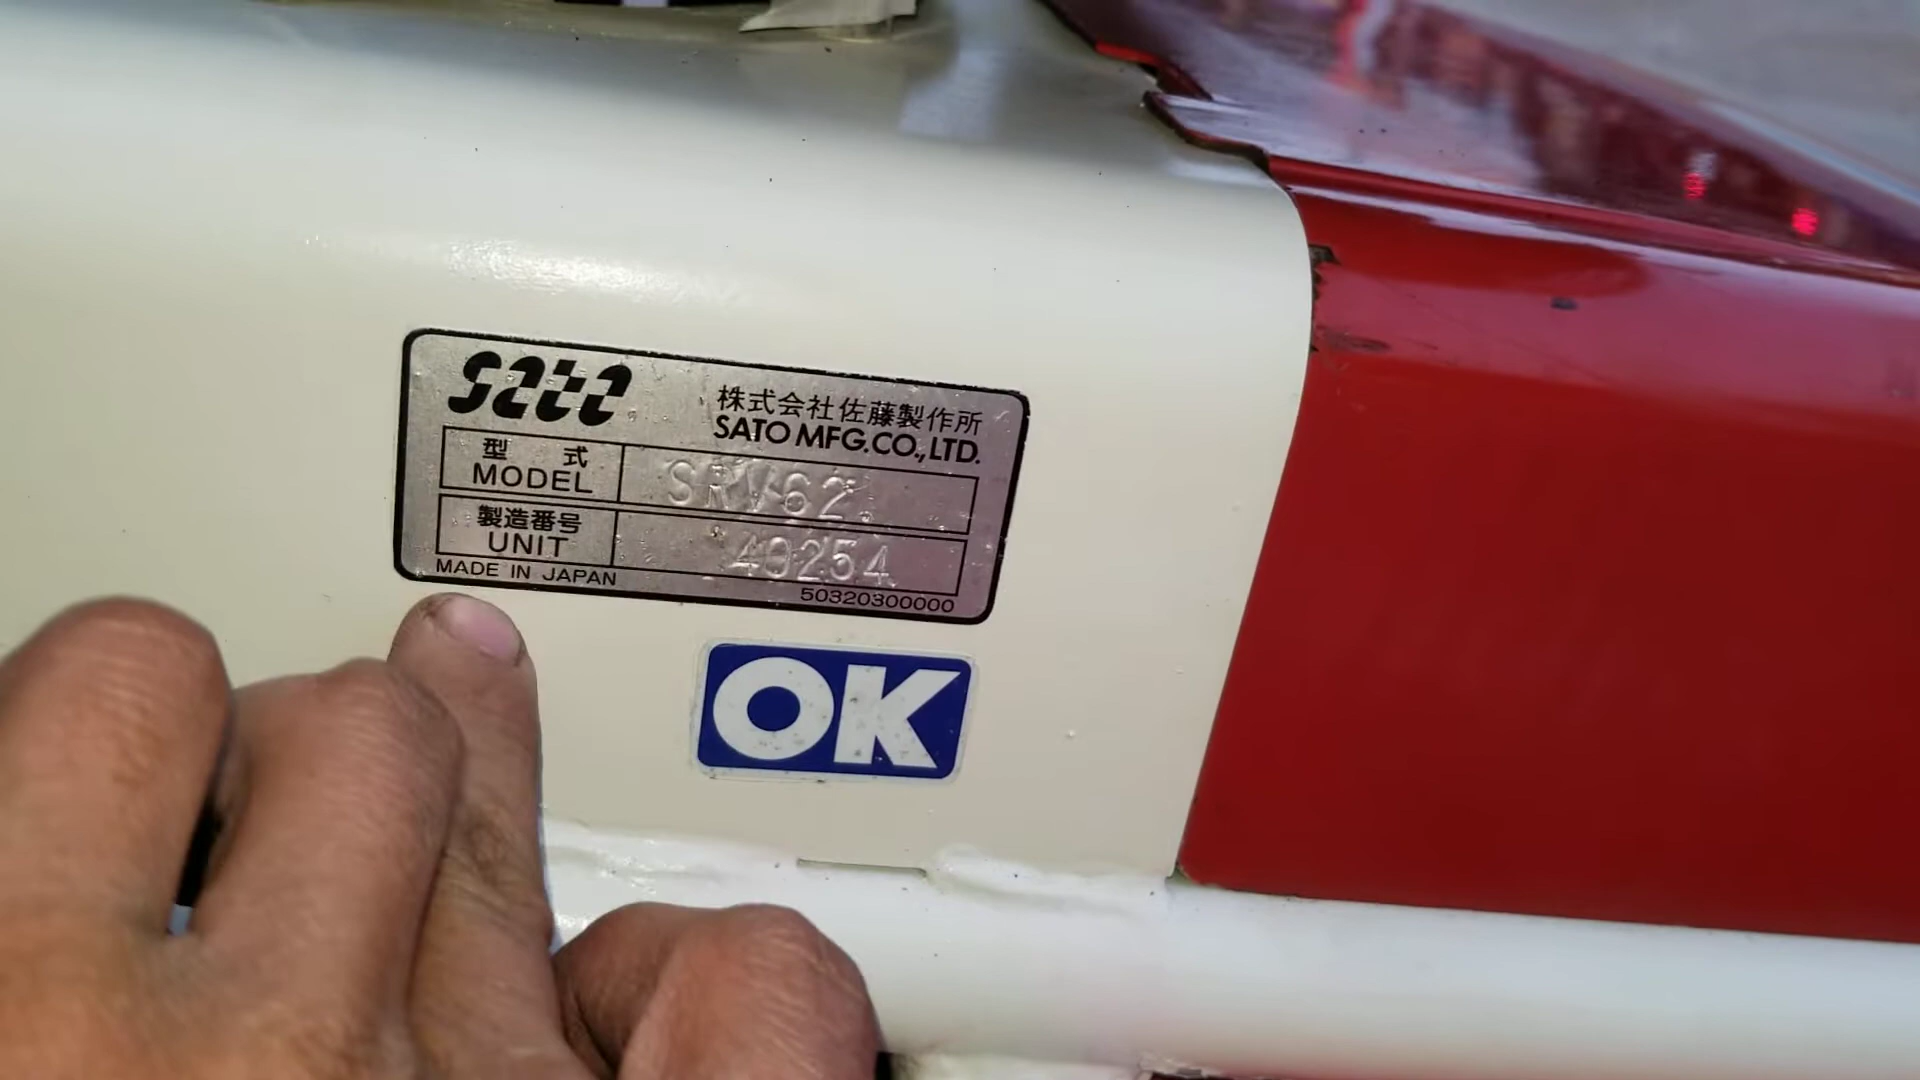 sato
株式会社佐藤製作所
SATO MFG.CO.,LTD.
型 式
MODEL
SRV62
製造番号
UNIT
40254
MADE IN JAPAN
50320300000
OK